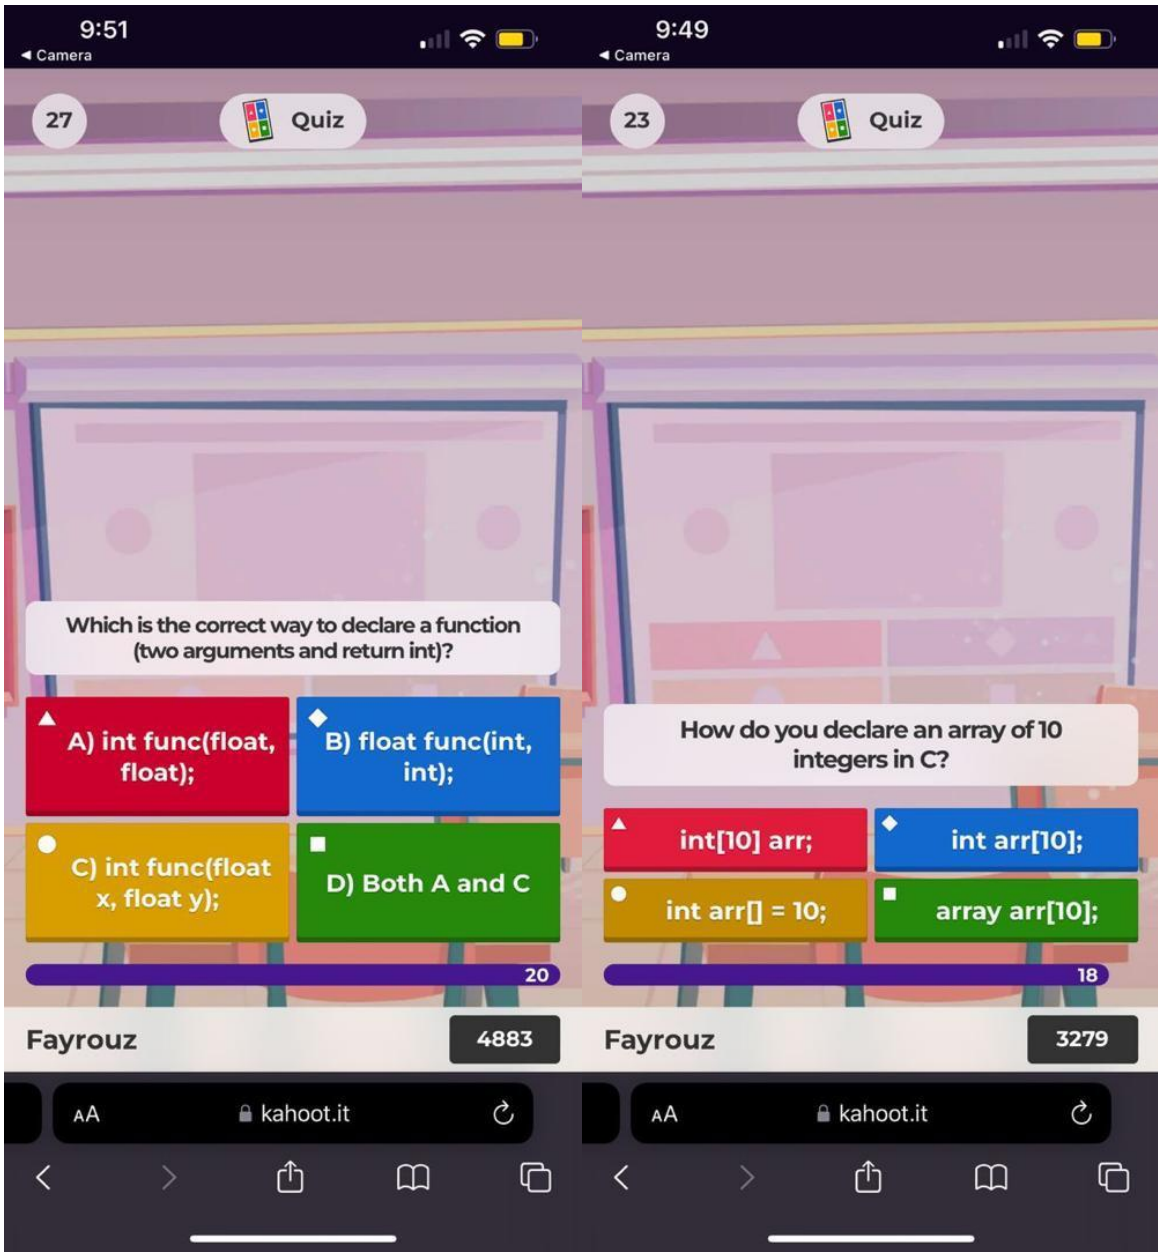 9:51
◀ Camera
27
Quiz
Which is the correct way to declare a function
(two arguments and return int)?
A) int func(float,
float);
B) float func(int,
int);
C) int func(float
x, float y);
D) Both A and C
20
Fayrouz
4883
AA
kahoot.it
9:49
◀ Camera
23
Quiz
How do you declare an array of 10
integers in C?
int[10] arr;
int arr[10];
int arr[] = 10;
array arr[10];
18
Fayrouz
3279
AA
kahoot.it